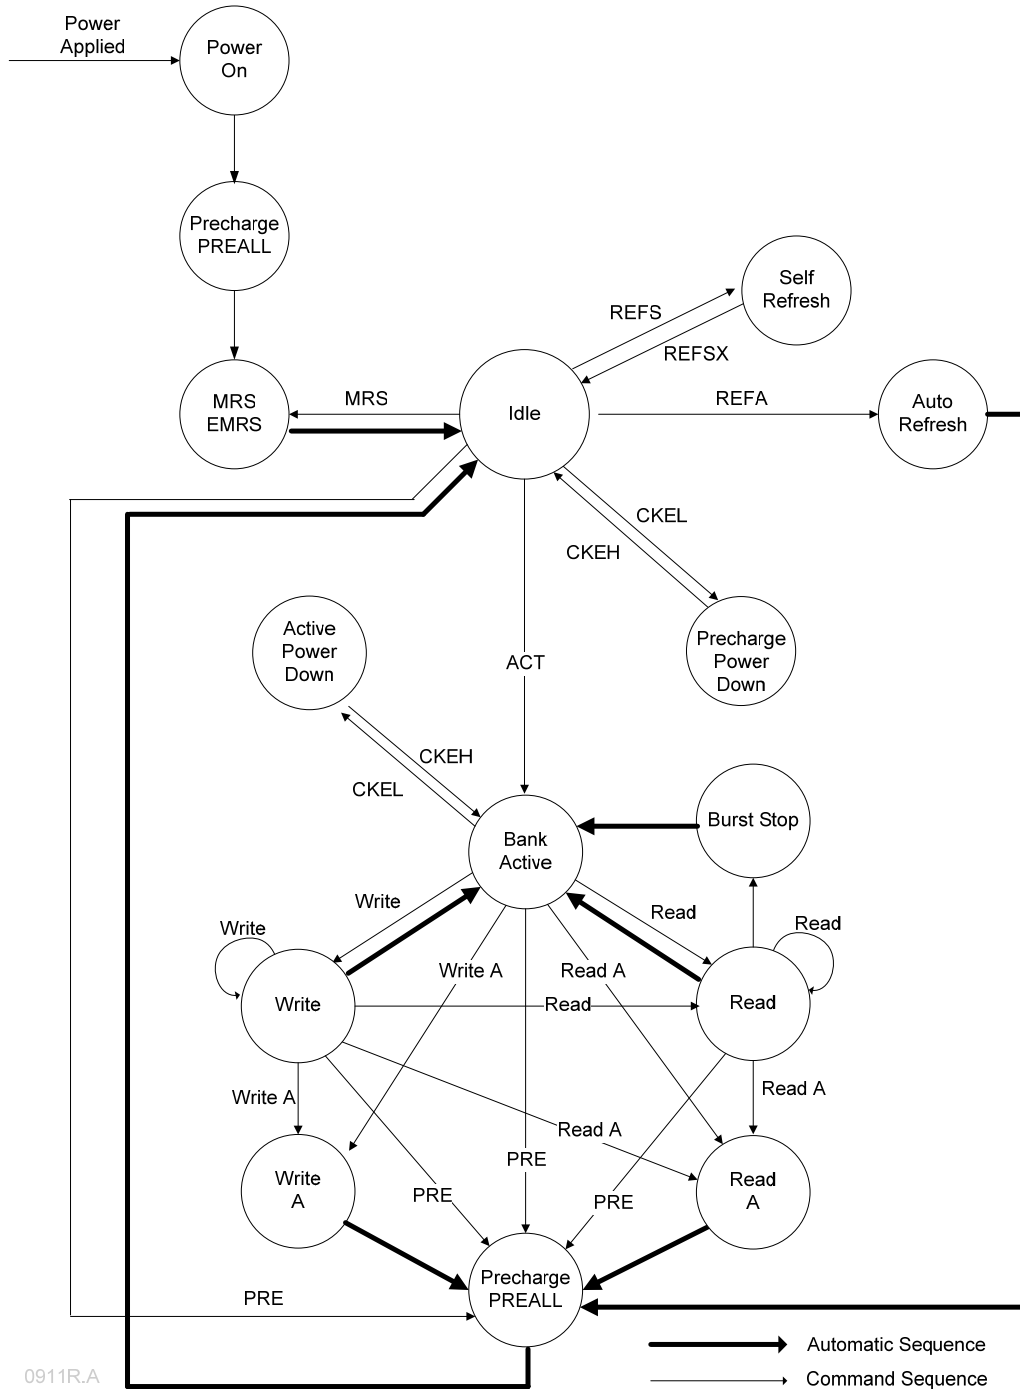 Power
Applied
Power
On
Precharge
PREALL
Self
Refresh
REFS
REFSX
MRS
EMRS
MRS
Idle
REFA
Auto
Refresh
CKEL
CKEH
Active
Power
Down
Precharge
Power
Down
ACT
CKEH
CKEL
Burst Stop
Bank
Active
Write
Read
Write
Read
Write A
Read A
Write
Read
Read
Write A
Read A
Read A
PRE
Write
A
Read
A
PRE
PRE
Precharge
PREALL
PRE
Automatic Sequence
Command Sequence
0911R.A